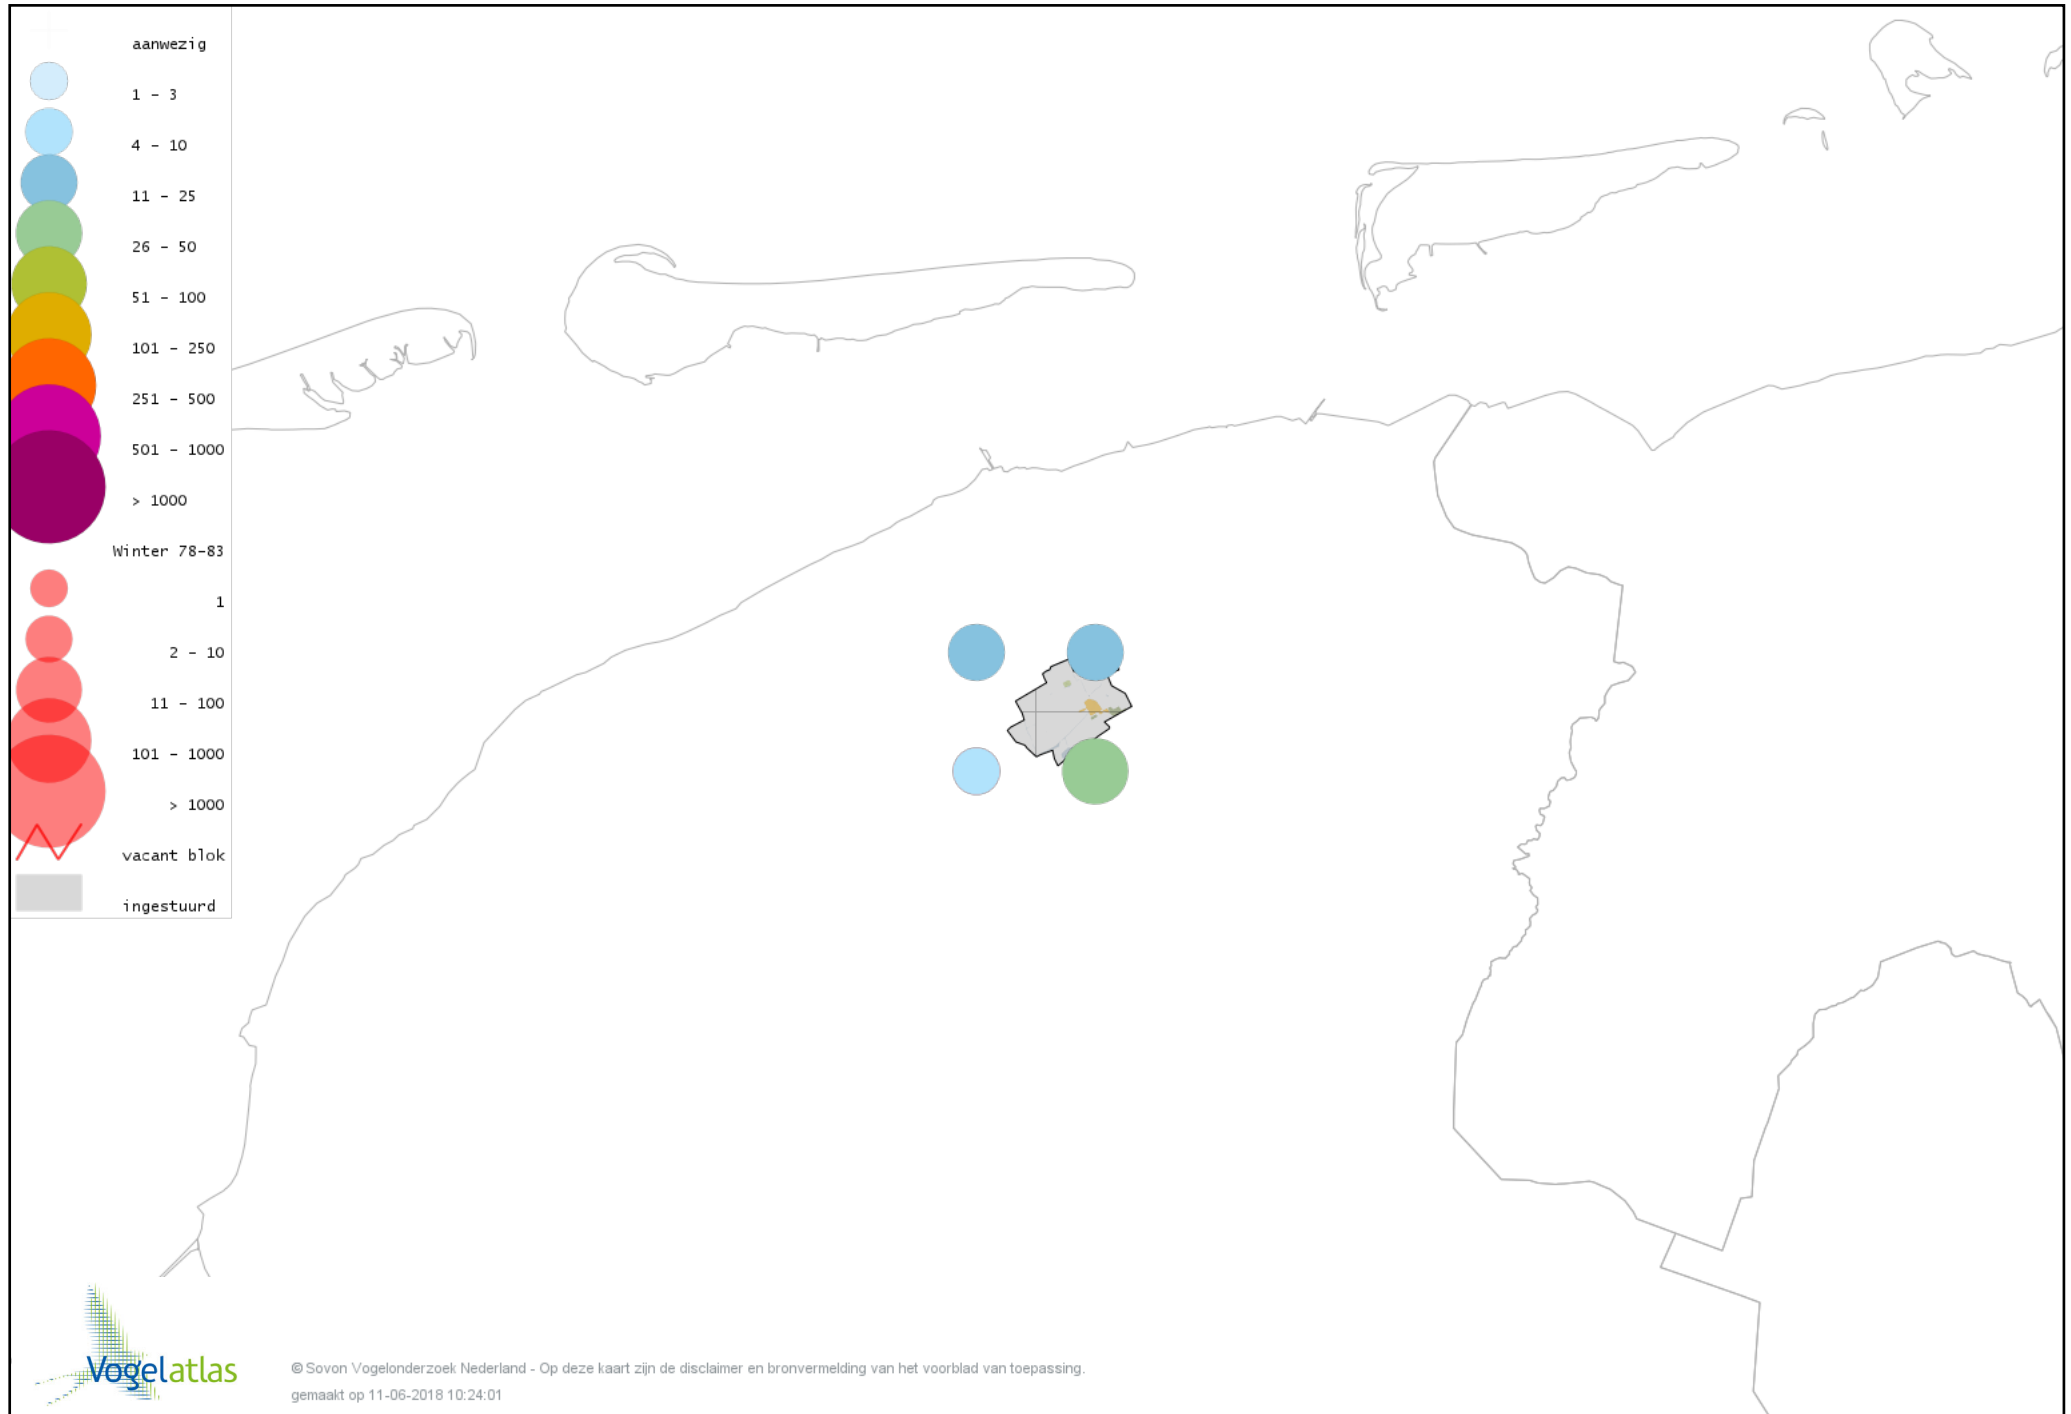 aanwezig
1 - 3
4 - 10
11 - 25
26 - 50
51 - 100
101 - 250
251 - 500
501 - 1000
> 1000
Winter 78-83
1
2 - 10
11 - 100
101 - 1000
> 1000
vacant blok
ingestuurd
Vogelatlas
© Sovon Vogelonderzoek Nederland - Op deze kaart zijn de disclaimer en bronvermelding van het voorblad van toepassing.
gemaakt op 11-06-2018 10:24:01